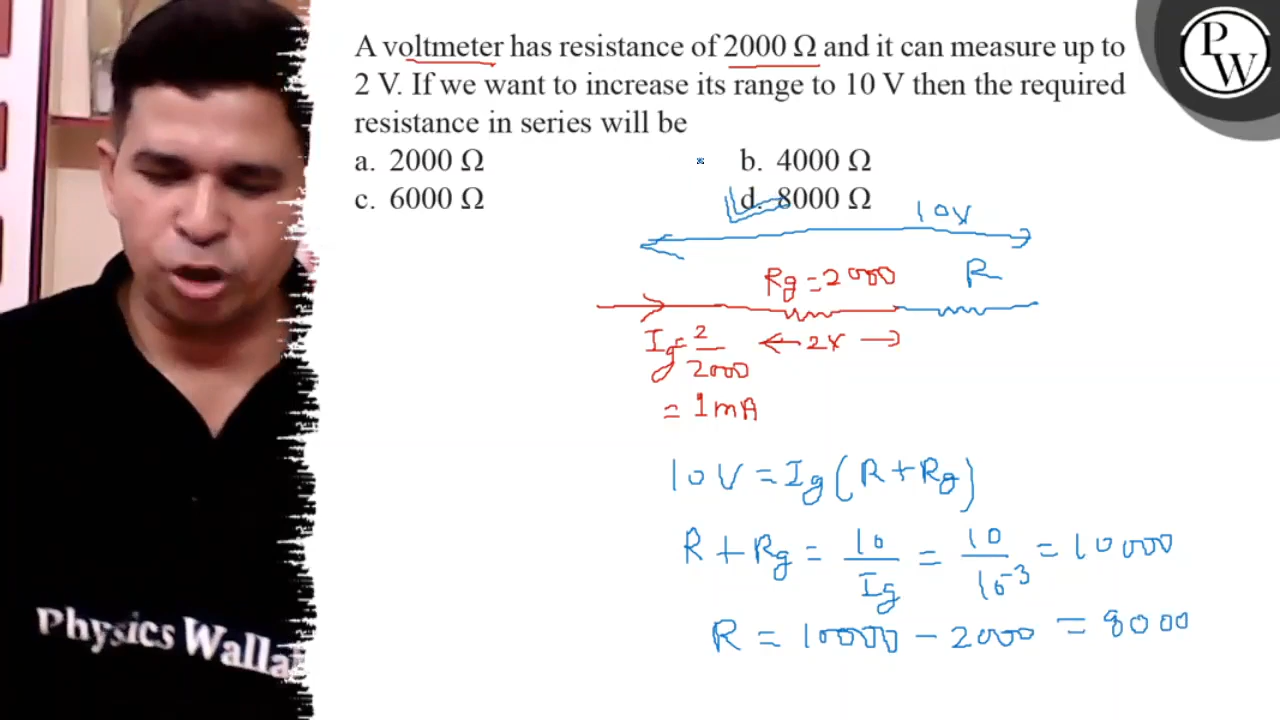 A voltmeter has resistance of 2000 Ω and it can measure up to
2 V. If we want to increase its range to 10 V then the required
resistance in series will be
a. 2000 Ω b. 4000 Ω
c. 6000 Ω d. 8000 Ω
10V
Rg = 2000 R
Ig = 2/2000 2V
= 1mA
10V = Ig (R + Rg)
R + Rg = 10/Ig = 10/10⁻³ = 10000
R = 10000 - 2000 = 8000
PW
Physics Walla